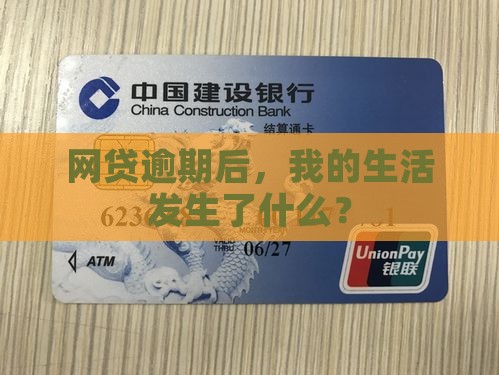 中国建设银行
China Construction Bank
结算通卡
网贷逾期后，我的生活
发生了什么？
06/27
ATM
UnionPay
银联